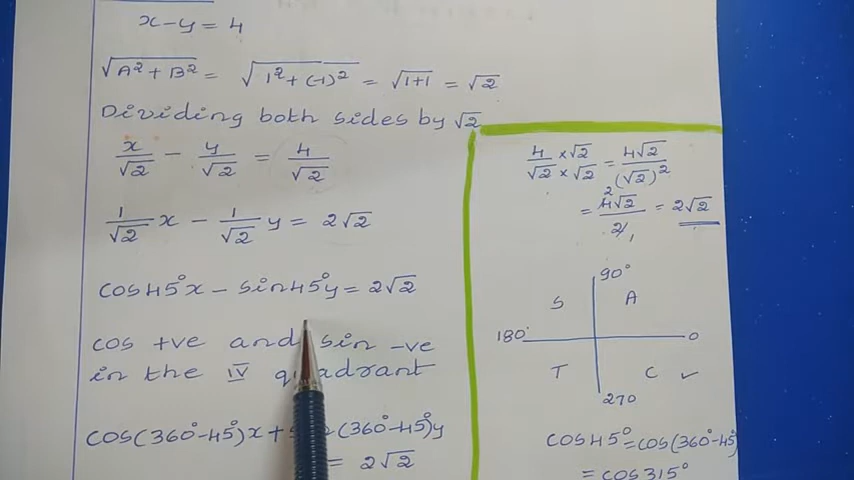 x-y = 4
√A²+B² = √1²+(-1)² = √1+1 = √2
Dividing both sides by √2
x/√2 - y/√2 = 4/√2
1/√2 x - 1/√2 y = 2√2
cos45°x - sin45°y = 2√2
cos +ve and sin -ve
in the IV quadrant
cos(360°-45°)x + (360°-45°)y
= 2√2
4/√2 × √2/√2 = 4√2/(√2)²
= 4√2/2 = 2√2
2
1
90°
S A
180° 0
T C ✓
270
cos45° = cos(360°-45°)
= cos315°